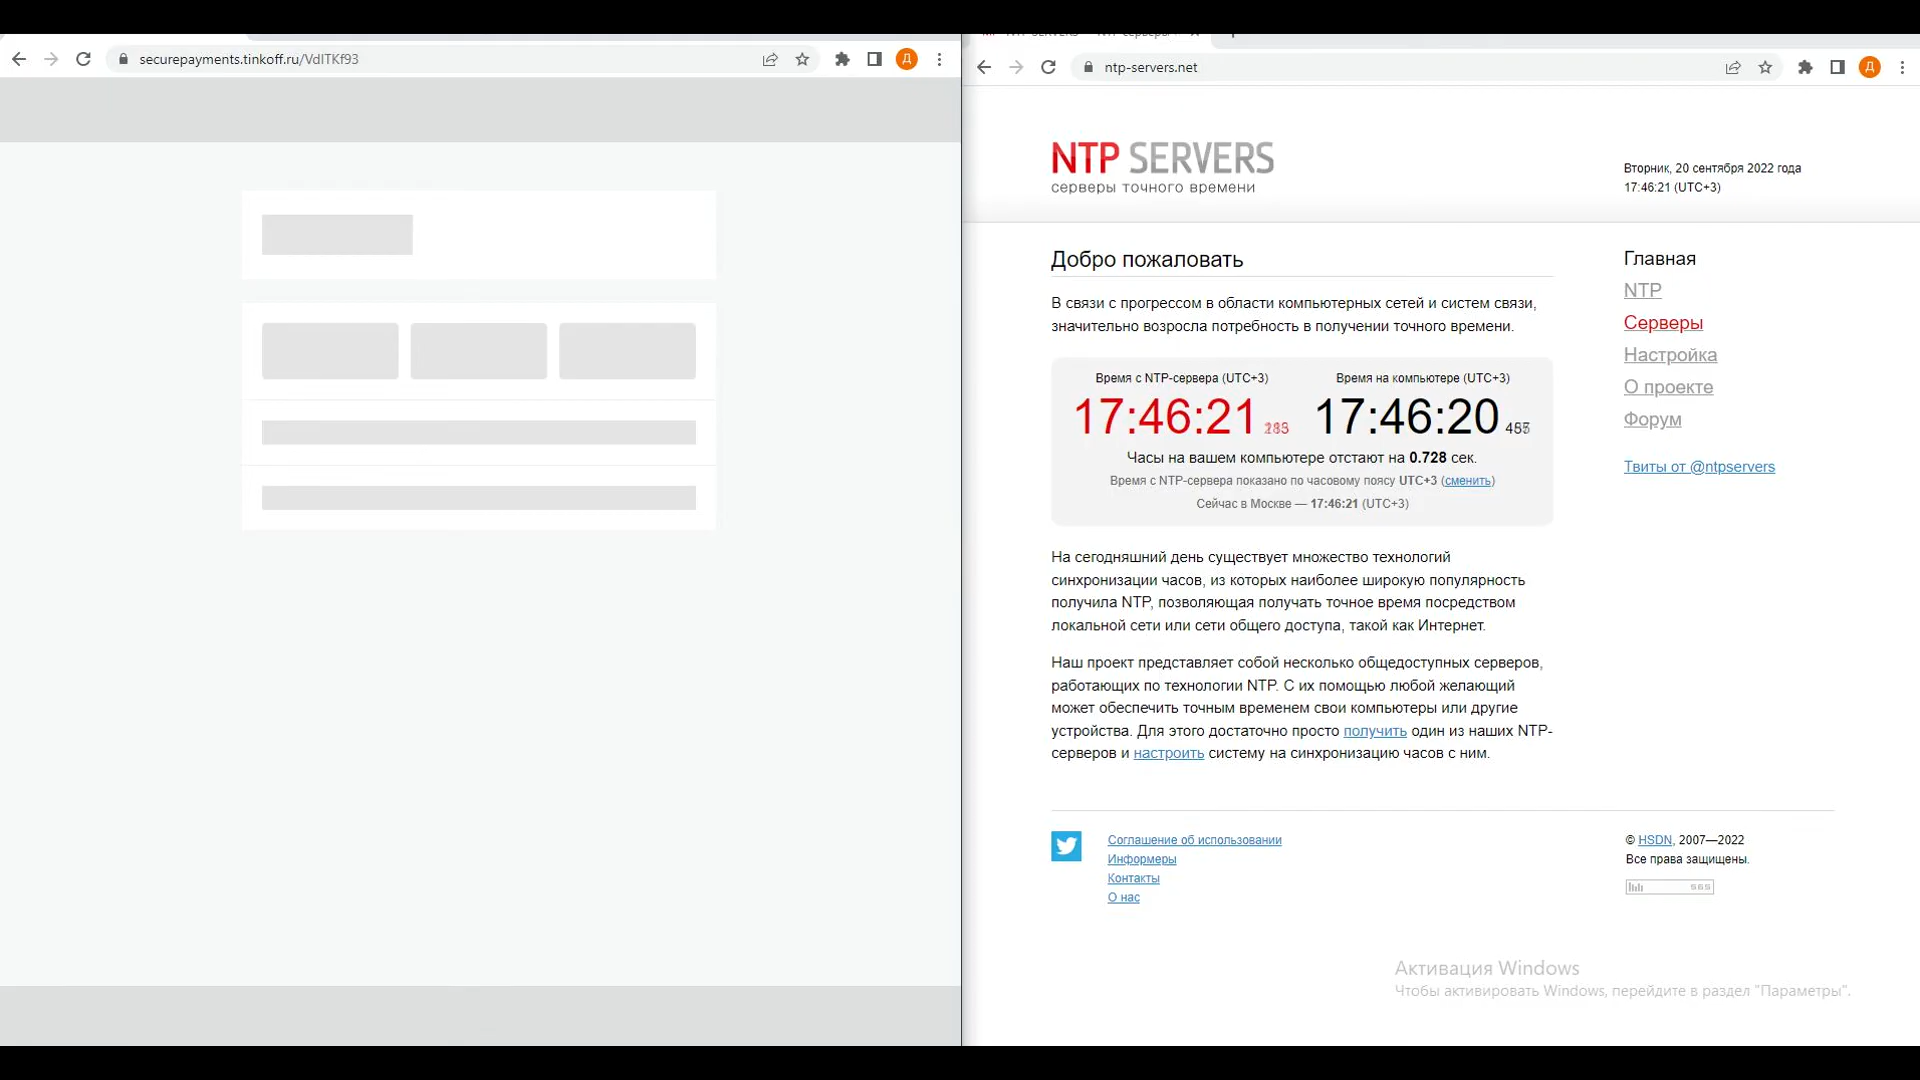 securepayments.tinkoff.ru/VdITKf93
Д
ntp-servers.net
Д
NTP SERVERS
серверы точного времени
Вторник, 20 сентября 2022 года
17:46:21 (UTC+3)
Добро пожаловать
В связи с прогрессом в области компьютерных сетей и систем связи,
значительно возросла потребность в получении точного времени.
Время с NTP-сервера (UTC+3)
Время на компьютере (UTC+3)
17:46:21
17:46:20
Часы на вашем компьютере отстают на 0.728 сек.
Время с NTP-сервера показано по часовому поясу UTC+3 (сменить)
Сейчас в Москве — 17:46:21 (UTC+3)
На сегодняшний день существует множество технологий
синхронизации часов, из которых наиболее широкую популярность
получила NTP, позволяющая получать точное время посредством
локальной сети или сети общего доступа, такой как Интернет.
Наш проект представляет собой несколько общедоступных серверов,
работающих по технологии NTP. С их помощью любой желающий
может обеспечить точным временем свои компьютеры или другие
устройства. Для этого достаточно просто получить один из наших NTP-
серверов и настроить систему на синхронизацию часов с ним.
Главная
NTP
Серверы
Настройка
О проекте
Форум
Твиты от @ntpservers
Соглашение об использовании
Информеры
Контакты
О нас
© HSDN, 2007—2022
Все права защищены.
Активация Windows
Чтобы активировать Windows, перейдите в раздел "Параметры".